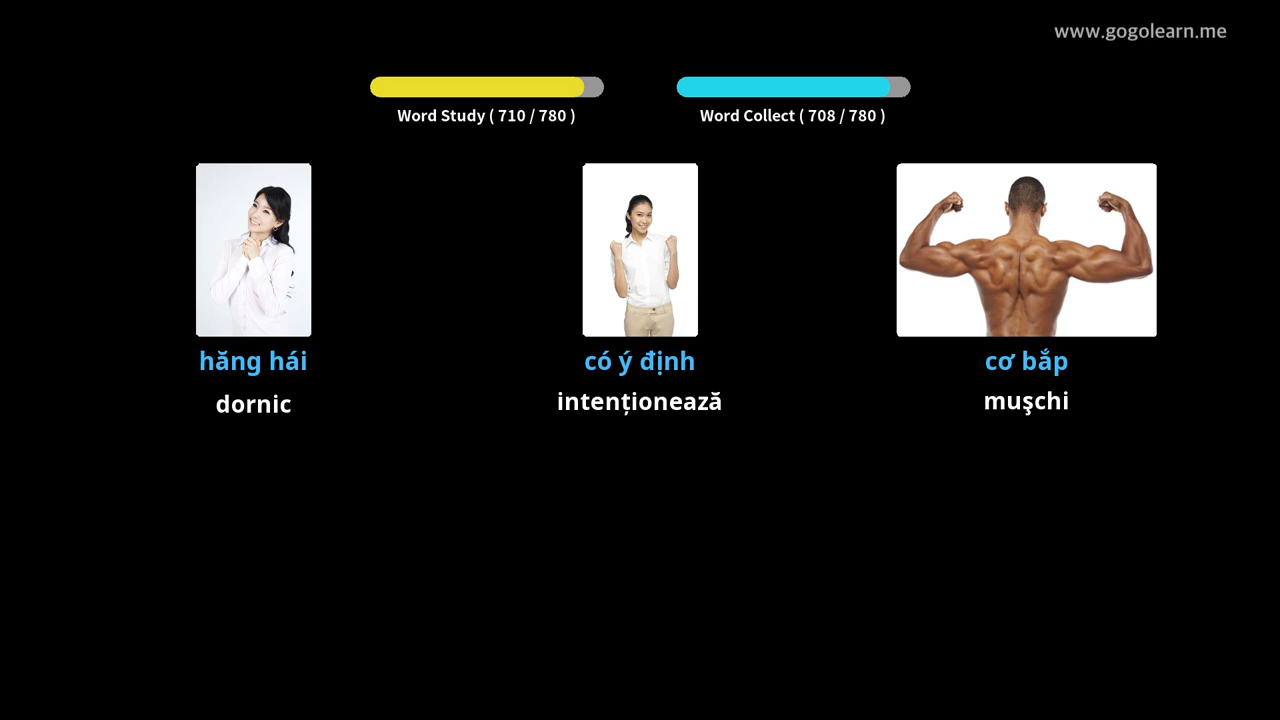 www.gogolearn.me
Word Study ( 710 / 780 )
Word Collect ( 708 / 780 )
hăng hái
có ý định
cơ bắp
dornic
intenționează
muşchi